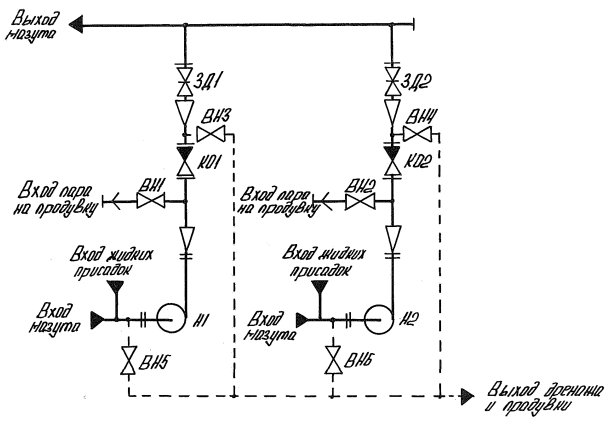 Выход
мазута
ЗД1
ЗД2
ВН3
ВН4
КО1
КО2
Вход пара
на продувку
ВН1
Вход пара
на продувку
ВН2
Вход жидких
присадок
Вход жидких
присадок
Вход
мазута
Н1
Вход
мазута
Н2
ВН5
ВН6
Выход дренажа
и продувки